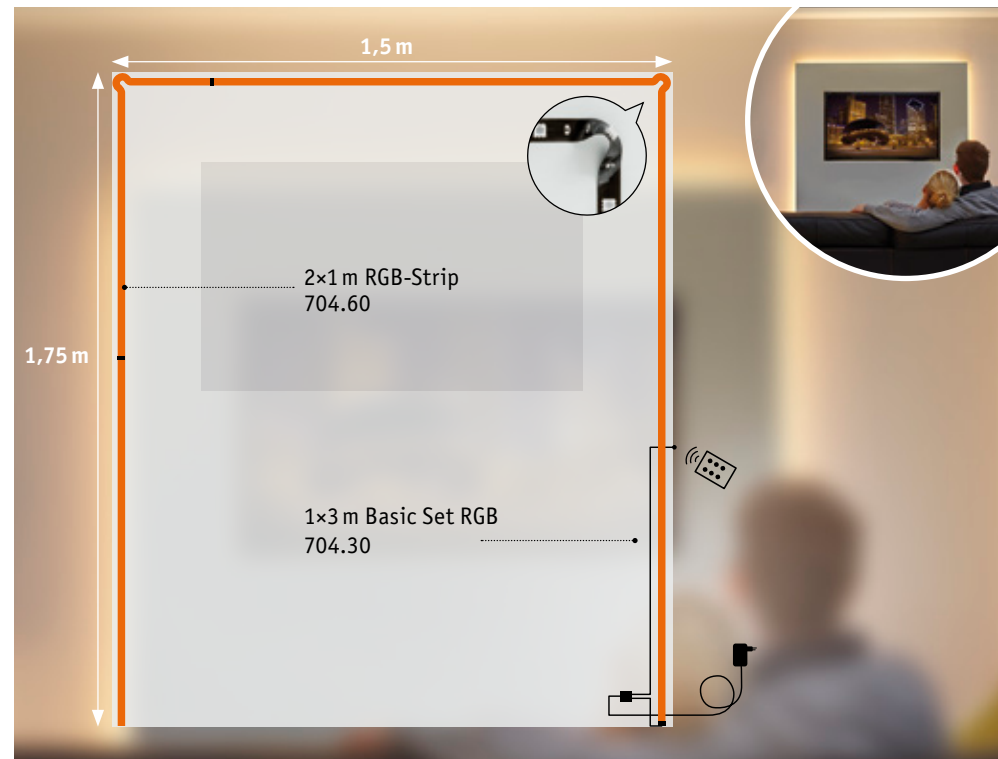 1,5 m
2×1 m RGB-Strip
704.60
1,75 m
1×3 m Basic Set RGB
704.30